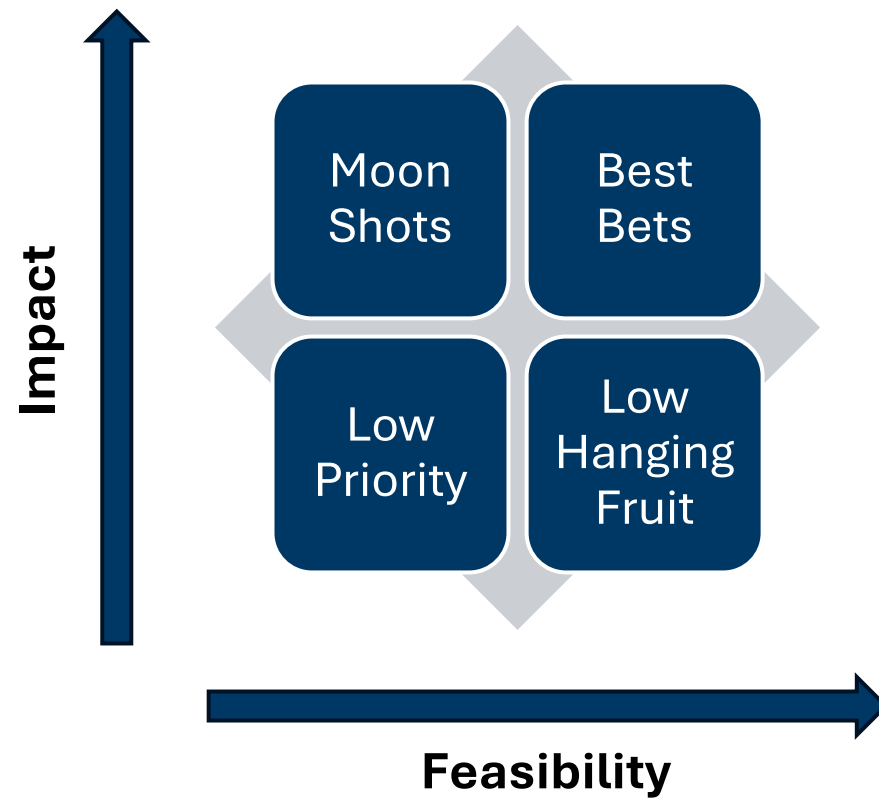 Moon
Shots
Best
Bets
Impact
Low
Priority
Low
Hanging
Fruit
Feasibility